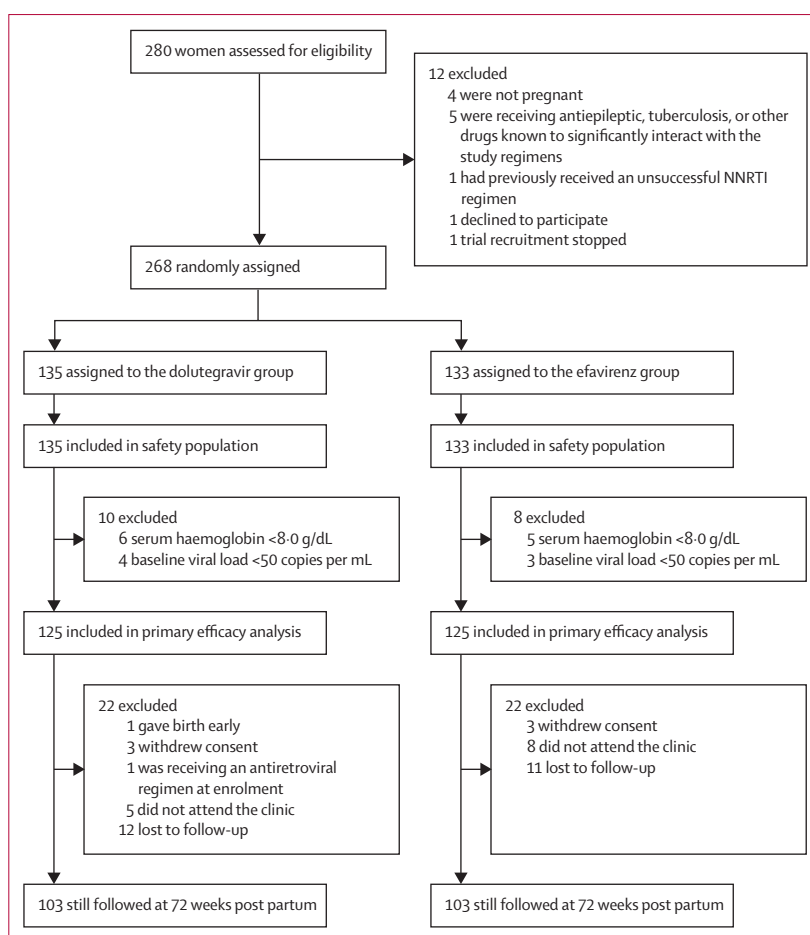 280 women assessed for eligibility
12 excluded
4 were not pregnant
5 were receiving antiepileptic, tuberculosis, or other
drugs known to significantly interact with the
study regimens
1 had previously received an unsuccessful NNRTI
regimen
1 declined to participate
1 trial recruitment stopped
268 randomly assigned
135 assigned to the dolutegravir group
133 assigned to the efavirenz group
135 included in safety population
133 included in safety population
10 excluded
6 serum haemoglobin <8·0 g/dL
4 baseline viral load <50 copies per mL
8 excluded
5 serum haemoglobin <8·0 g/dL
3 baseline viral load <50 copies per mL
125 included in primary efficacy analysis
125 included in primary efficacy analysis
22 excluded
1 gave birth early
3 withdrew consent
1 was receiving an antiretroviral
regimen at enrolment
5 did not attend the clinic
12 lost to follow-up
22 excluded
3 withdrew consent
8 did not attend the clinic
11 lost to follow-up
103 still followed at 72 weeks post partum
103 still followed at 72 weeks post partum